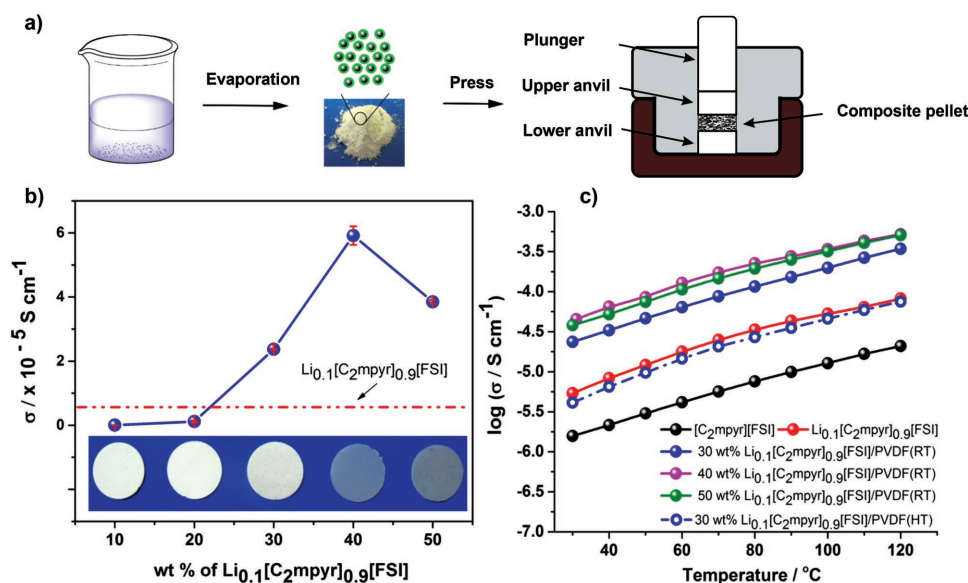 a)
Evaporation
Press
Plunger
Upper anvil
Lower anvil
Composite pellet
b)
σ / x 10⁻⁵ S cm⁻¹
6
4
2
0
Li₀.₁[C₂mpyr]₀.₉[FSI]
10 20 30 40 50
wt % of Li₀.₁[C₂mpyr]₀.₉[FSI]
c)
log (σ / S cm⁻¹)
-3.0
-3.5
-4.0
-4.5
-5.0
-5.5
-6.0
-6.5
-7.0
[C₂mpyr][FSI] Li₀.₁[C₂mpyr]₀.₉[FSI]
30 wt% Li₀.₁[C₂mpyr]₀.₉[FSI]/PVDF(RT)
40 wt% Li₀.₁[C₂mpyr]₀.₉[FSI]/PVDF(RT)
50 wt% Li₀.₁[C₂mpyr]₀.₉[FSI]/PVDF(RT)
30 wt% Li₀.₁[C₂mpyr]₀.₉[FSI]/PVDF(HT)
40 60 80 100 120
Temperature / °C